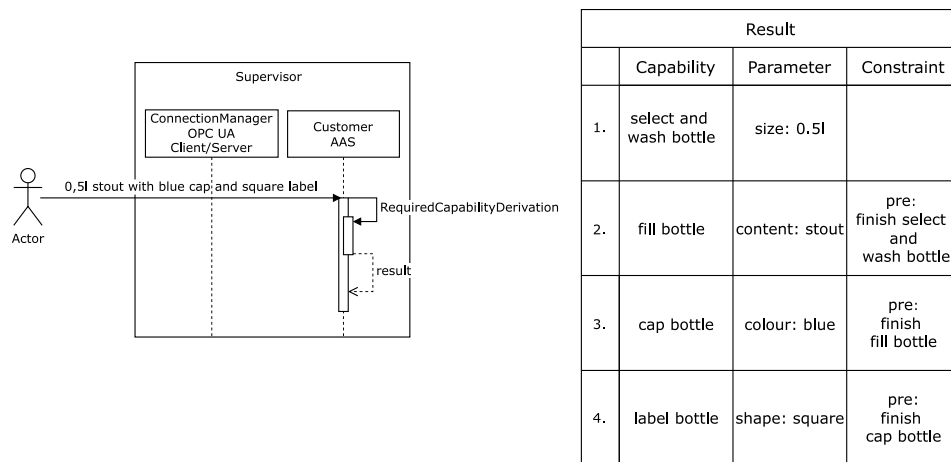 Supervisor
ConnectionManager
OPC UA
Client/Server
Customer
AAS
0,5l stout with blue cap and square label
RequiredCapabilityDerivation
Actor
result
Result
Capability
Parameter
Constraint
1.
select and
wash bottle
size: 0.5l
2.
fill bottle
content: stout
pre:
finish select
and
wash bottle
3.
cap bottle
colour: blue
pre:
finish
fill bottle
4.
label bottle
shape: square
pre:
finish
cap bottle